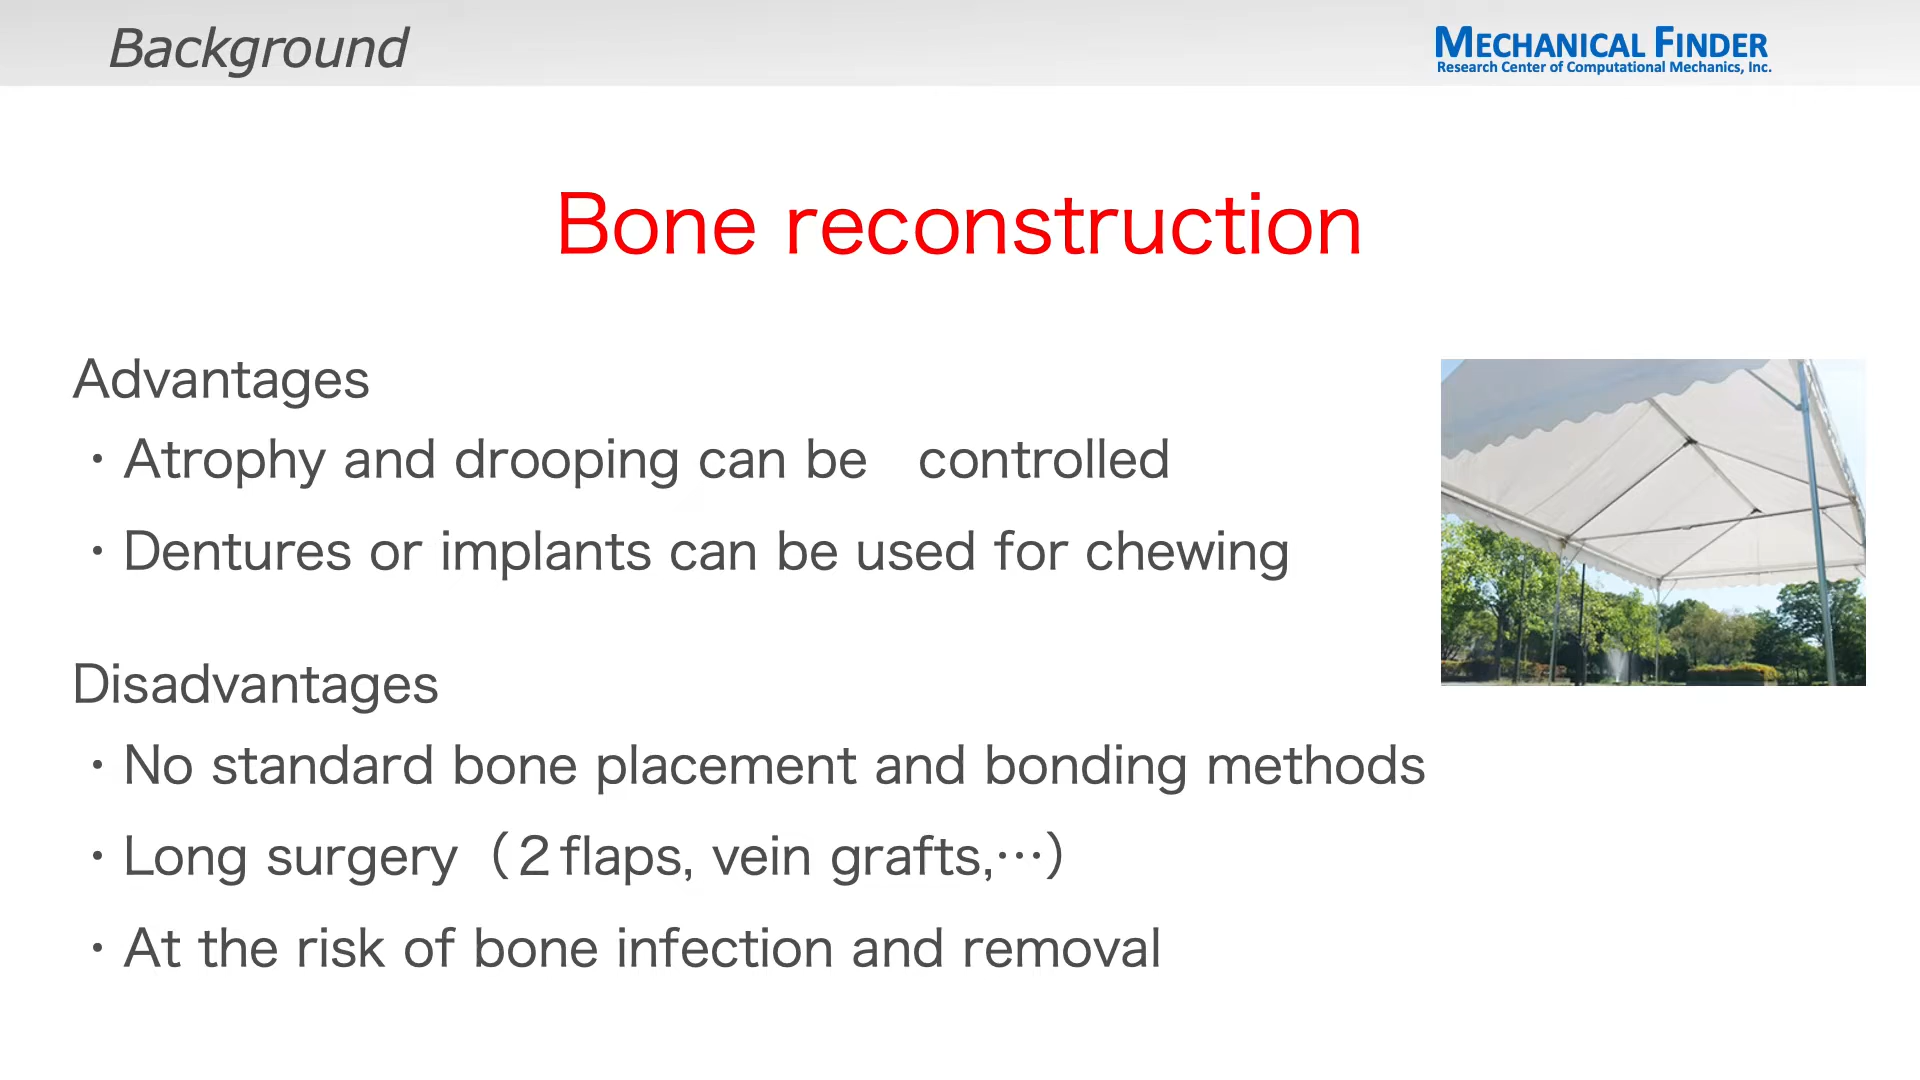 Background
MECHANICAL FINDER
Research Center of Computational Mechanics, Inc.
Bone reconstruction
Advantages
・Atrophy and drooping can be　controlled
・Dentures or implants can be used for chewing
Disadvantages
・No standard bone placement and bonding methods
・Long surgery（２flaps, vein grafts,…）
・At the risk of bone infection and removal